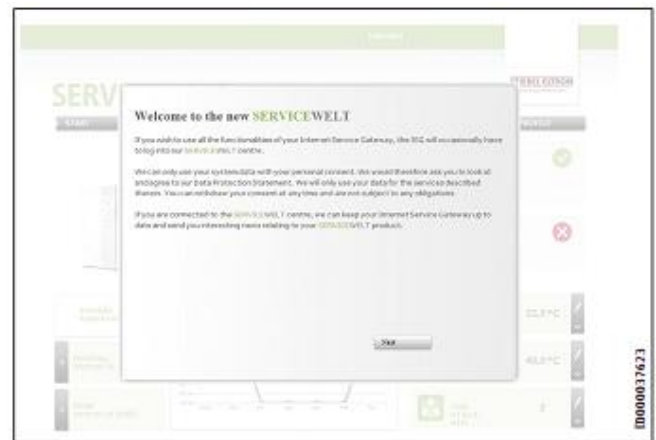 SERV
START
STIEBEL ELTRON
PROFILE
Welcome to the new SERVICEWELT
If you wish to use all the functionalities of your Internet Service Gateway, the ISG will occasionally have
to log into our SERVICEWELT centre.
We can only use your system data with your personal consent. We would therefore ask you to look at
and agree to our Data Protection Statement. We will only use your data for the services described
therein. You can withdraw your consent at any time and are not subject to any obligations.
If you are connected to the SERVICEWELT centre, we can keep your Internet Service Gateway up to
date and send you interesting news relating to your SERVICEWELT product.
Start
ID000037623